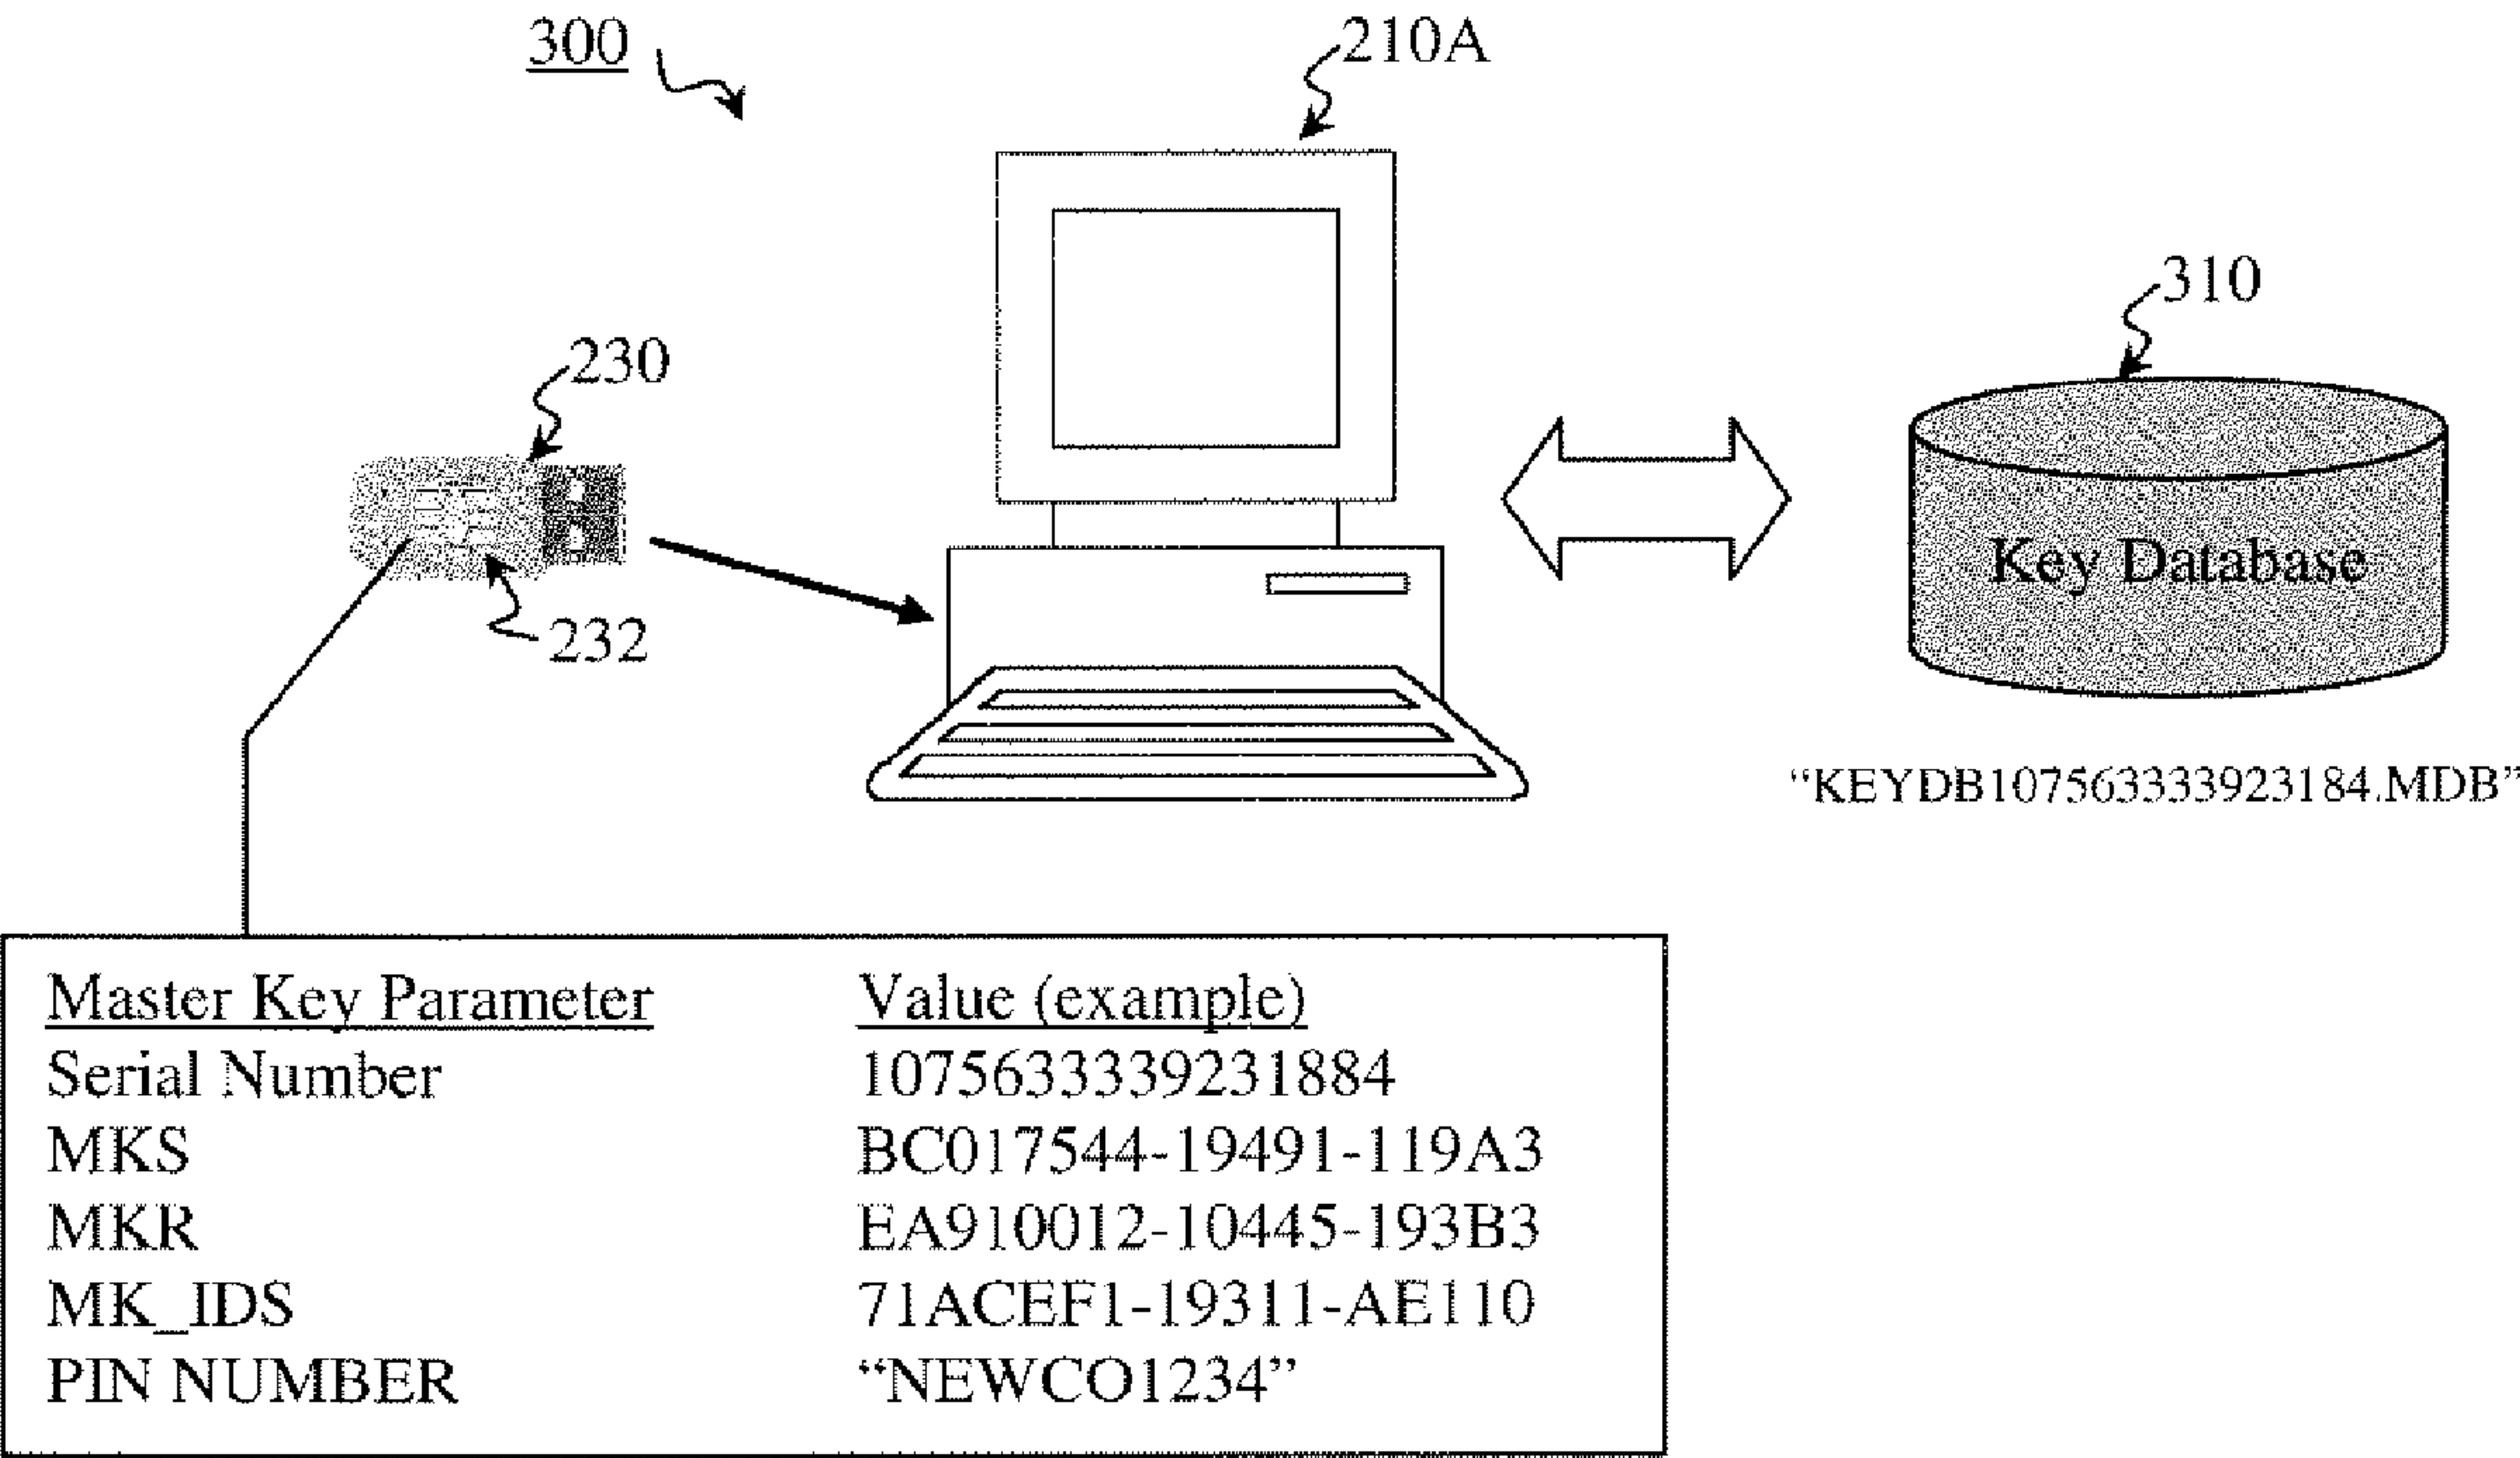 300
210A
310
230
232
Key Database
“KEYDB107563333923184.MDB”
Master Key Parameter Value (example)
Serial Number 1075633339231884
MKS BC017544-19491-119A3
MKR EA910012-10445-193B3
MK_IDS 71ACEF1-19311-AE110
PIN NUMBER “NEWCO1234”